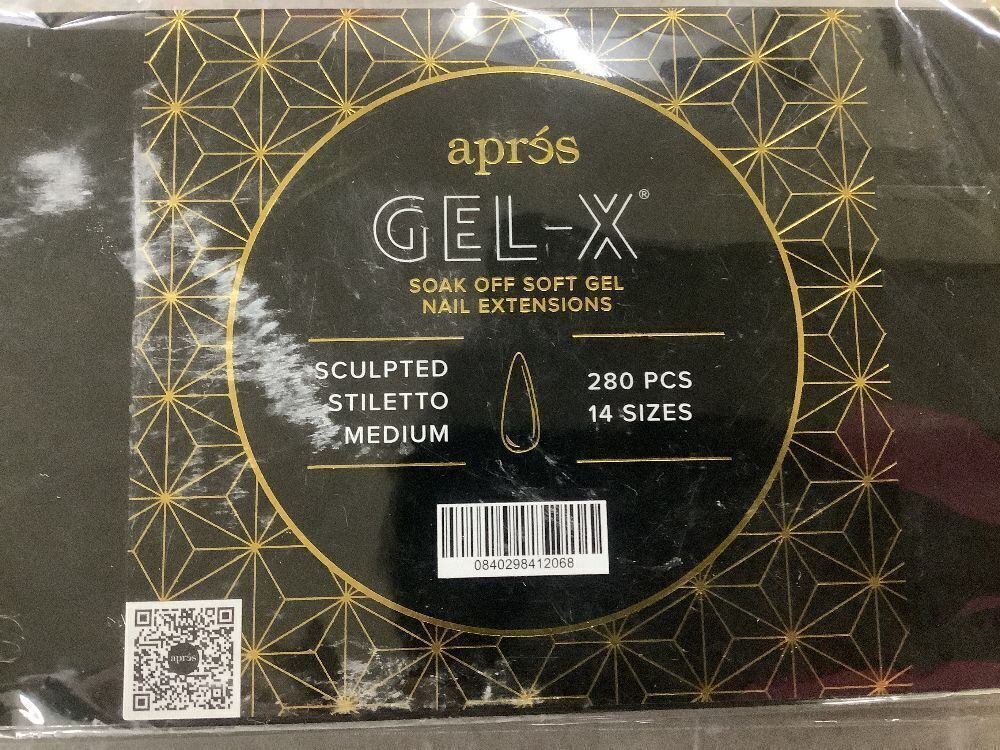 aprés
GEL-X®
SOAK OFF SOFT GEL
NAIL EXTENSIONS
SCULPTED
STILETTO
MEDIUM
280 PCS
14 SIZES
0840298412068
aprés